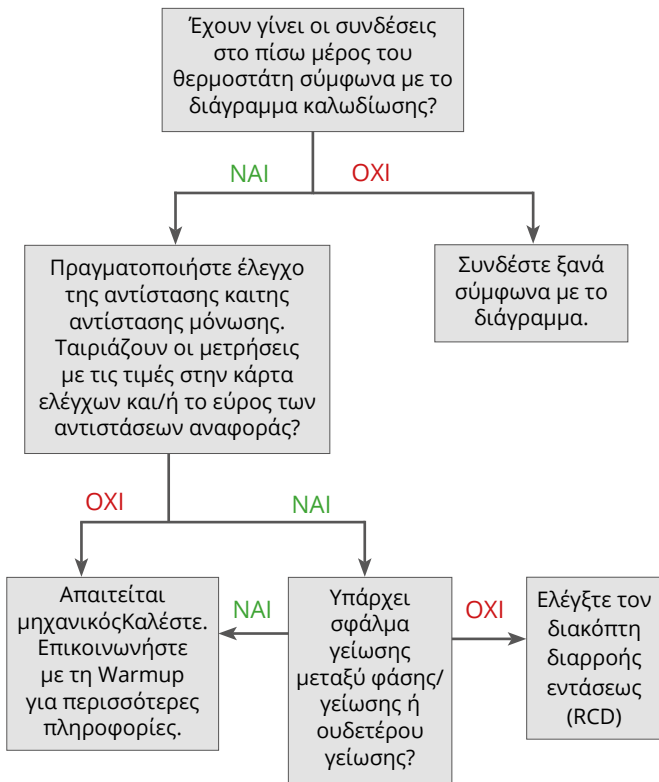 Έχουν γίνει οι συνδέσεις
στο πίσω μέρος του
θερμοστάτη σύμφωνα με το
διάγραμμα καλωδίωσης?
ΝΑΙ
ΟΧΙ
Πραγματοποιήστε έλεγχο
της αντίστασης καιτης
αντίστασης μόνωσης.
Ταιριάζουν οι μετρήσεις
με τις τιμές στην κάρτα
ελέγχων και/ή το εύρος των
αντιστάσεων αναφοράς?
Συνδέστε ξανά
σύμφωνα με το
διάγραμμα.
ΟΧΙ
ΝΑΙ
Απαιτείται
μηχανικόςΚαλέστε.
Επικοινωνήστε
με τη Warmup
για περισσότερες
πληροφορίες.
ΝΑΙ
Υπάρχει
σφάλμα
γείωσης
μεταξύ φάσης/
γείωσης ή
ουδετέρου
γείωσης?
ΟΧΙ
Ελέγξτε τον
διακόπτη
διαρροής
εντάσεως
(RCD)